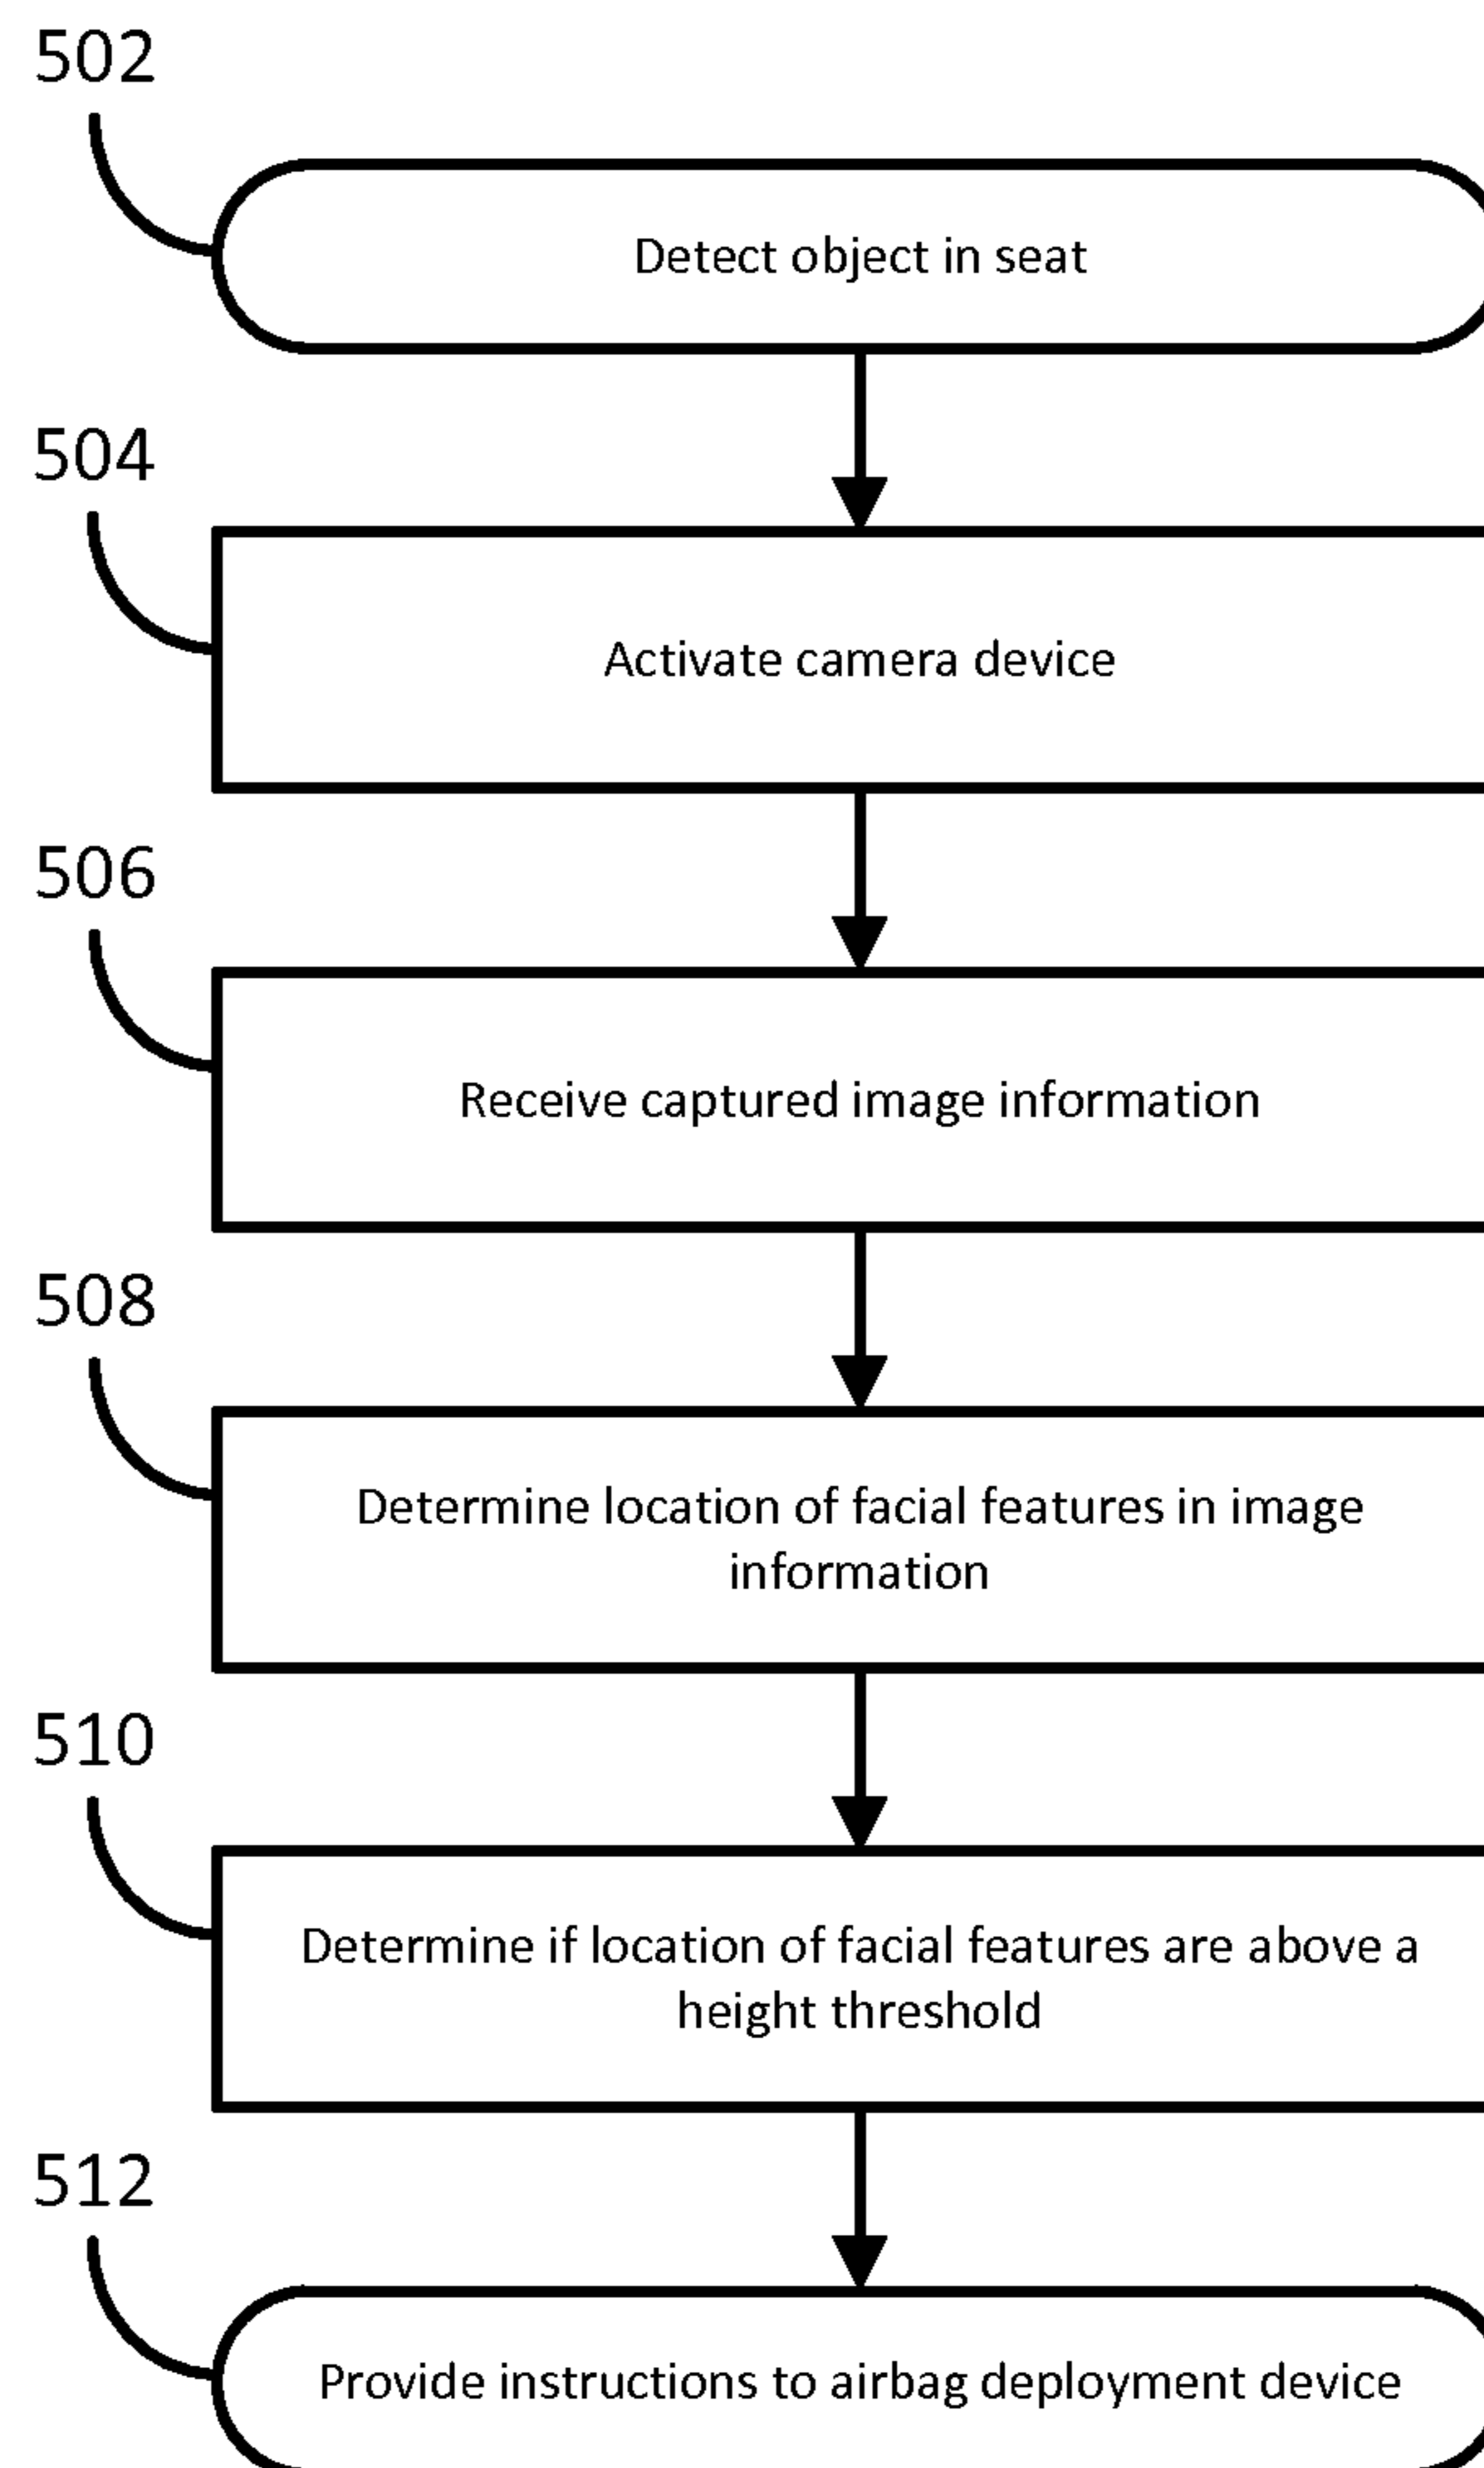 502
Detect object in seat
504
Activate camera device
506
Receive captured image information
508
Determine location of facial features in image
information
510
Determine if location of facial features are above a
height threshold
512
Provide instructions to airbag deployment device